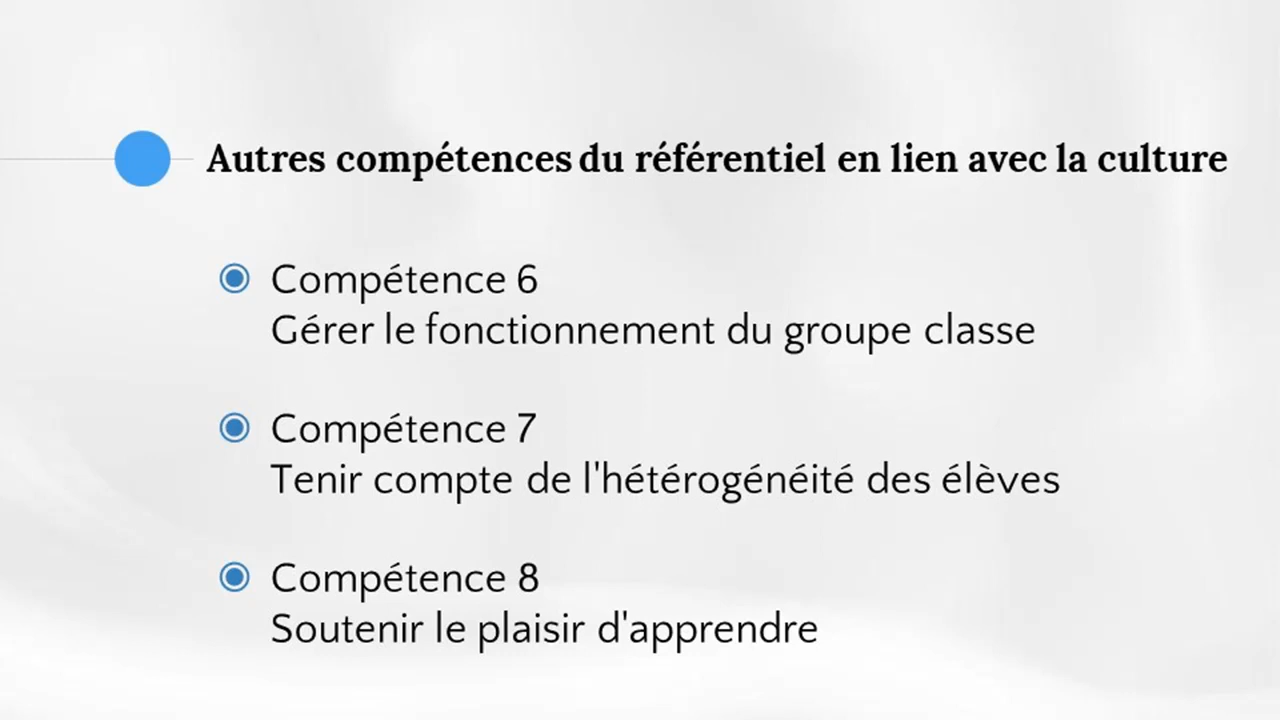 Autres compétences du référentiel en lien avec la culture
Compétence 6
Gérer le fonctionnement du groupe classe
Compétence 7
Tenir compte de l'hétérogénéité des élèves
Compétence 8
Soutenir le plaisir d'apprendre